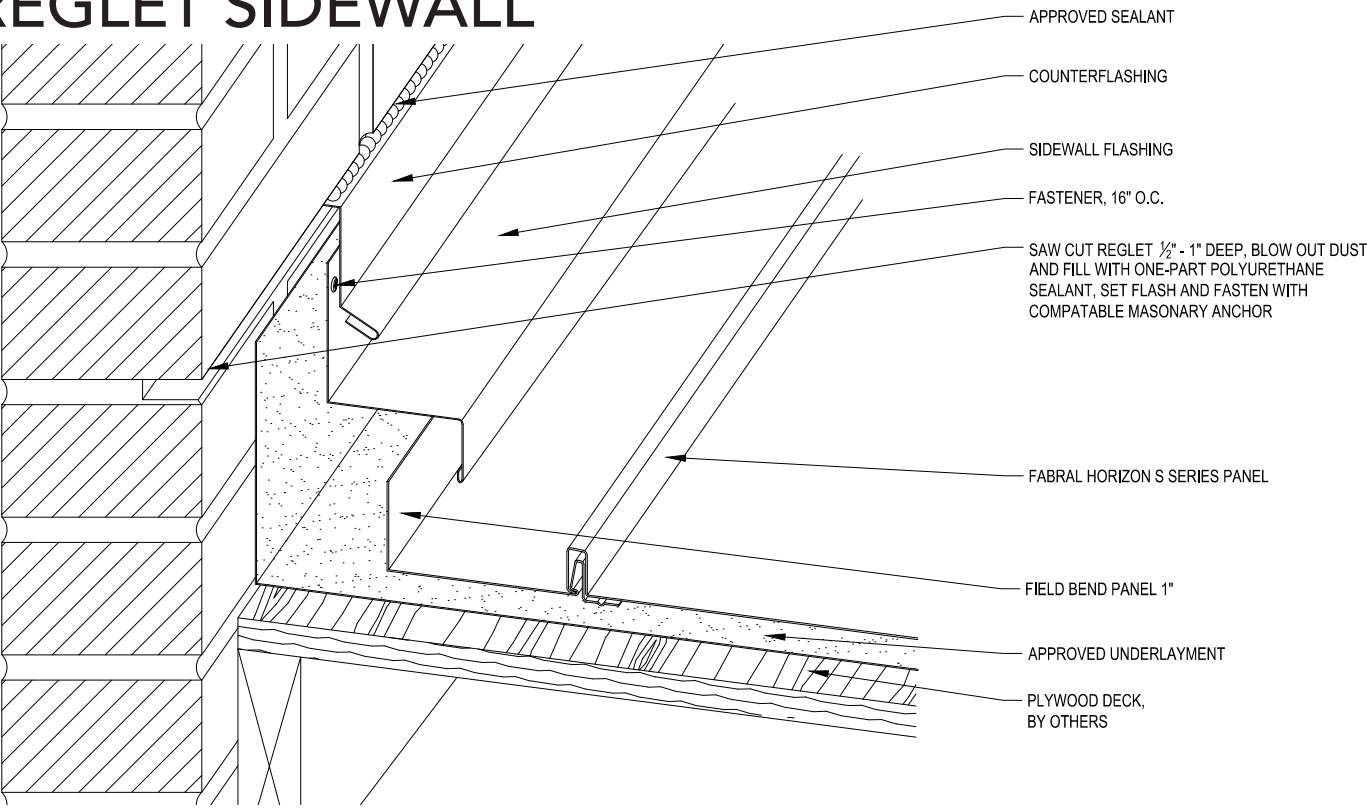 REGLET SIDEWALL
APPROVED SEALANT
COUNTERFLASHING
SIDEWALL FLASHING
FASTENER, 16" O.C.
SAW CUT REGLET ½" - 1" DEEP, BLOW OUT DUST
AND FILL WITH ONE-PART POLYURETHANE
SEALANT, SET FLASH AND FASTEN WITH
COMPATABLE MASONARY ANCHOR
FABRAL HORIZON S SERIES PANEL
FIELD BEND PANEL 1"
APPROVED UNDERLAYMENT
PLYWOOD DECK,
BY OTHERS